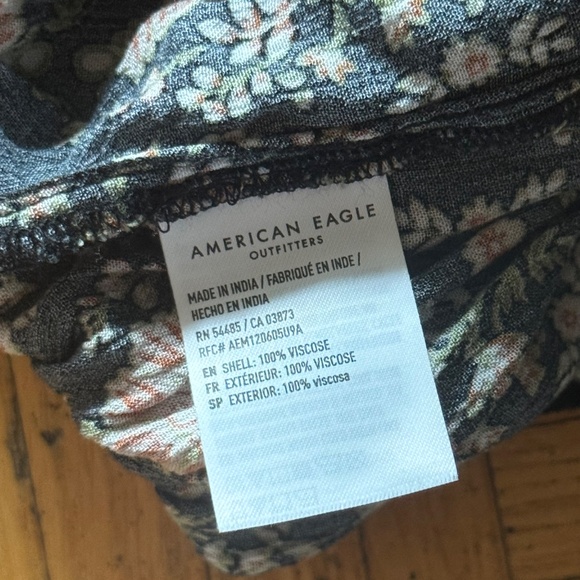 AMERICAN EAGLE
OUTFITTERS
MADE IN INDIA / FABRIQUÉ EN INDE /
HECHO EN INDIA
RN 54485 / CA 03873
RFC# AEM120605U9A
EN SHELL: 100% VISCOSE
FR EXTÉRIEUR: 100% VISCOSE
SP EXTERIOR: 100% viscosa